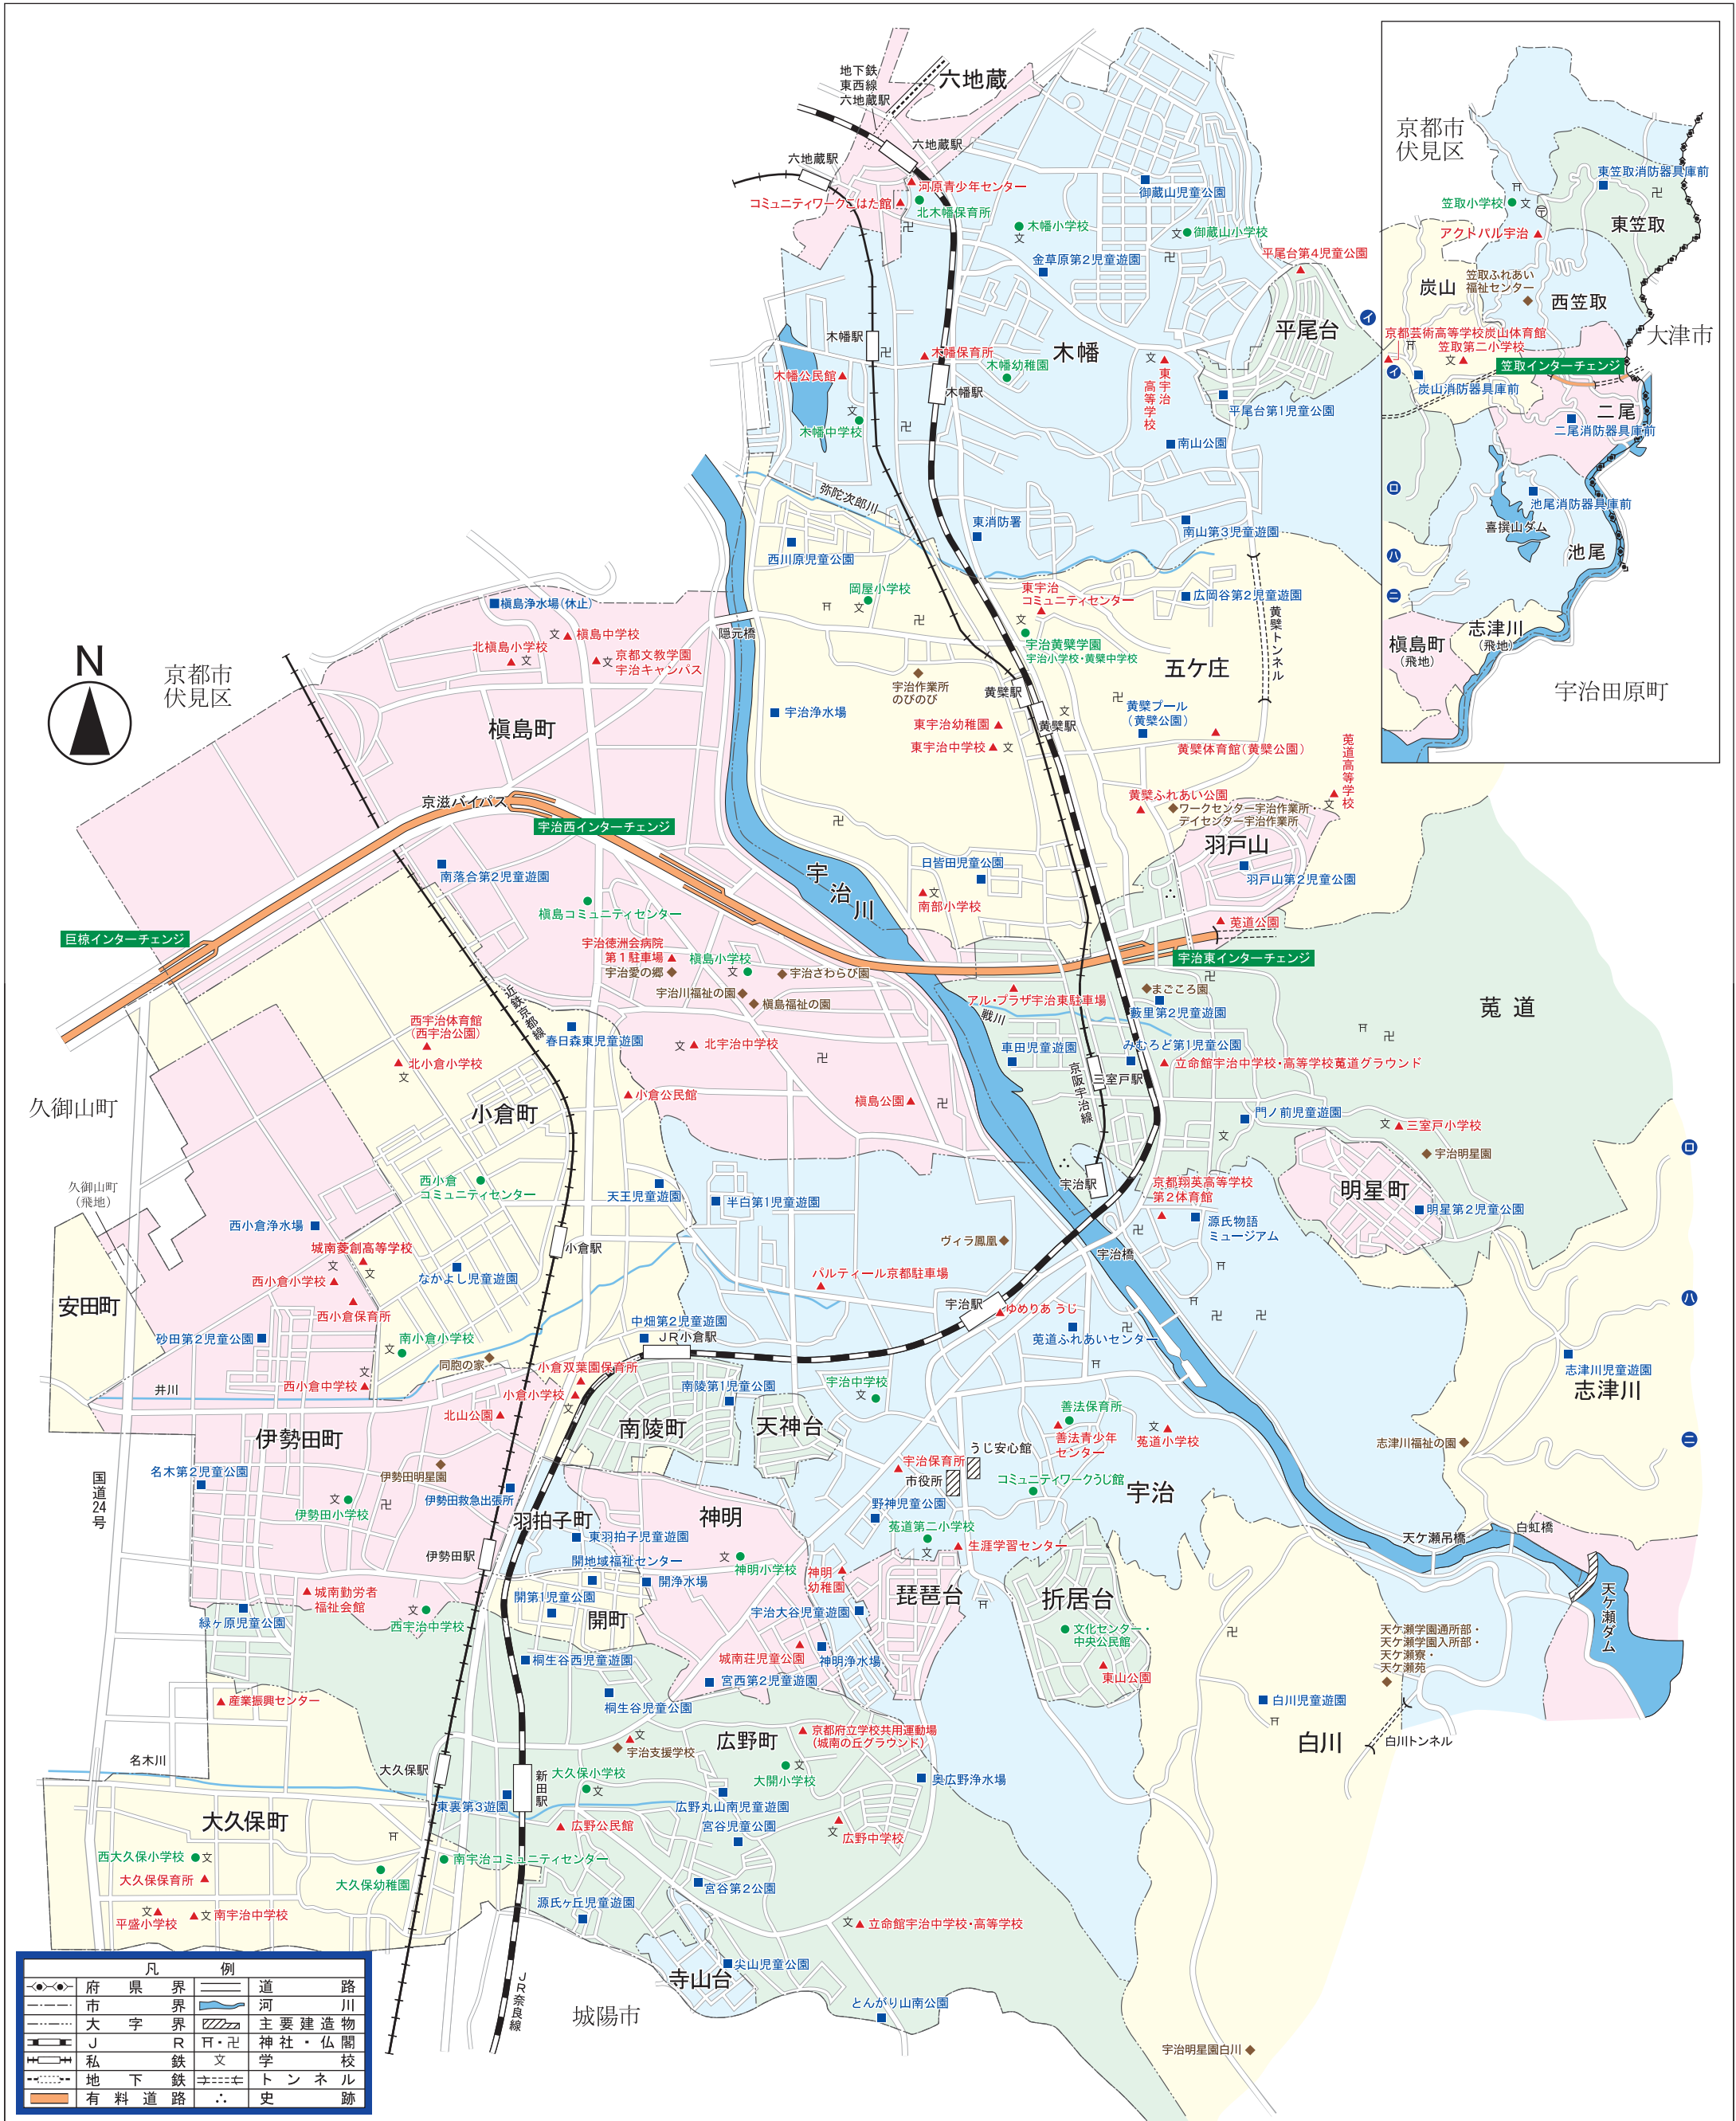 地下鉄
東西線
六地蔵駅
六地蔵
六地蔵駅
六地蔵駅
河原青少年センター
コミュニティワークこはた館
北木幡保育所
御蔵山児童公園
木幡小学校
文
文
御蔵山小学校
金草原第2児童遊園
平尾台第4児童公園
平尾台
イ
木幡駅
木幡保育所
木幡
木幡公民館
木幡幼稚園
木幡駅
文
東宇治
高等学校
平尾台第1児童公園
文
木幡中学校
南山公園
弥陀次郎川
東消防署
南山第3児童遊園
西川原児童公園
岡屋小学校
文
東宇治
コミュニティセンター
広岡谷第2児童遊園
黄檗トンネル
文
宇治黄檗学園
宇治小学校・黄檗中学校
五ケ庄
隠元橋
宇治作業所
のびのび
黄檗駅
宇治浄水場
東宇治幼稚園
黄檗駅
文
黄檗プール
(黄檗公園)
東宇治中学校
文
黄檗体育館(黄檗公園)
莵道高等学校
文
黄檗ふれあい公園
ワークセンター宇治作業所・
デイセンター宇治作業所
羽戸山
羽戸山第2児童公園
日皆田児童公園
文
南部小学校
莵道公園
宇治東インターチェンジ
京都市
伏見区
東笠取消防器具庫前
笠取小学校
文
東笠取
アクトパル宇治
笠取ふれあい
福祉センター
炭山
西笠取
大津市
京都芸術高等学校炭山体育館
笠取第二小学校
文
笠取インターチェンジ
イ
炭山消防器具庫前
二尾
二尾消防器具庫前
ロ
池尾消防器具庫前
喜撰山ダム
池尾
ハ
ニ
槇島町
(飛地)
志津川
(飛地)
宇治田原町
N
京都市
伏見区
槇島浄水場(休止)
文
槇島中学校
北槇島小学校
文
文
京都文教学園
宇治キャンパス
槇島町
京滋バイパス
宇治西インターチェンジ
南落合第2児童遊園
宇治川
槇島コミュニティセンター
巨椋インターチェンジ
宇治徳洲会病院
第1駐車場
宇治愛の郷
槇島小学校
文
宇治さわらび園
宇治川福祉の園
槇島福祉の園
近鉄京都線
西宇治体育館
(西宇治公園)
北小倉小学校
文
春日森東児童遊園
文
北宇治中学校
小倉公民館
槇島公園
久御山町
小倉町
久御山町
(飛地)
西小倉
コミュニティセンター
天王児童遊園
半白第1児童遊園
西小倉浄水場
城南菱創高等学校
文
文
小倉駅
西小倉小学校
なかよし児童遊園
安田町
西小倉保育所
砂田第2児童公園
南小倉小学校
文
同胞の家
文
西小倉中学校
井川
アル・プラザ宇治東駐車場
戦川
まごころ園
藪里第2児童遊園
莵道
車田児童遊園
みむろど第1児童公園
立命館宇治中学校・高等学校莵道グラウンド
三室戸駅
京阪宇治線
門ノ前児童遊園
文
文
三室戸小学校
宇治明星園
宇治駅
京都翔英高等学校
第2体育館
明星町
明星第2児童公園
源氏物語
ミュージアム
ヴィラ鳳凰
宇治橋
ロ
ハ
ニ
パルティール京都駐車場
宇治駅
ゆめりあ うじ
莵道ふれあいセンター
志津川児童遊園
志津川
志津川福祉の園
中畑第2児童遊園
JR小倉駅
小倉双葉園保育所
小倉小学校
文
北山公園
南陵第1児童公園
南陵町
天神台
宇治中学校
文
善法保育所
善法青少年
センター
文
莵道小学校
伊勢田町
伊勢田明星園
名木第2児童公園
国道24号
文
伊勢田小学校
伊勢田救急出張所
羽拍子町
東羽拍子児童遊園
神明
うじ安心館
宇治保育所
市役所
コミュニティワークうじ館
宇治
野神児童公園
莵道第二小学校
文
生涯学習センター
天ケ瀬吊橋
白虹橋
天ケ瀬ダム
伊勢田駅
開地域福祉センター
開浄水場
文
神明小学校
神明
幼稚園
琵琶台
折居台
城南勤労者
福祉会館
緑ヶ原児童公園
文
西宇治中学校
開第1児童公園
開町
宇治大谷児童遊園
城南荘児童公園
神明浄水場
文化センター・
中央公民館
東山公園
桐生谷西児童遊園
宮西第2児童遊園
桐生谷児童公園
天ケ瀬学園通所部・
天ケ瀬学園入所部・
天ケ瀬寮・
天ケ瀬苑
白川児童遊園
白川
白川トンネル
産業振興センター
名木川
大久保駅
文
宇治支援学校
広野町
京都府立学校共用運動場
(城南の丘グラウンド)
新田駅
大久保小学校
文
文
大開小学校
奥広野浄水場
東裏第3遊園
広野丸山南児童遊園
大久保町
広野公民館
宮谷児童公園
文
広野中学校
西大久保小学校
文
南宇治コミュニティセンター
大久保保育所
大久保幼稚園
宮谷第2公園
文
平盛小学校
文
南宇治中学校
源氏ヶ丘児童遊園
文
立命館宇治中学校・高等学校
寺山台
尖山児童公園
とんがり山南公園
JR奈良線
城陽市
宇治明星園白川
凡例
府県界
道路
市界
河川
大字界
主要建造物
JR
神社・仏閣
私鉄
文
学校
地下鉄
トンネル
有料道路
史跡